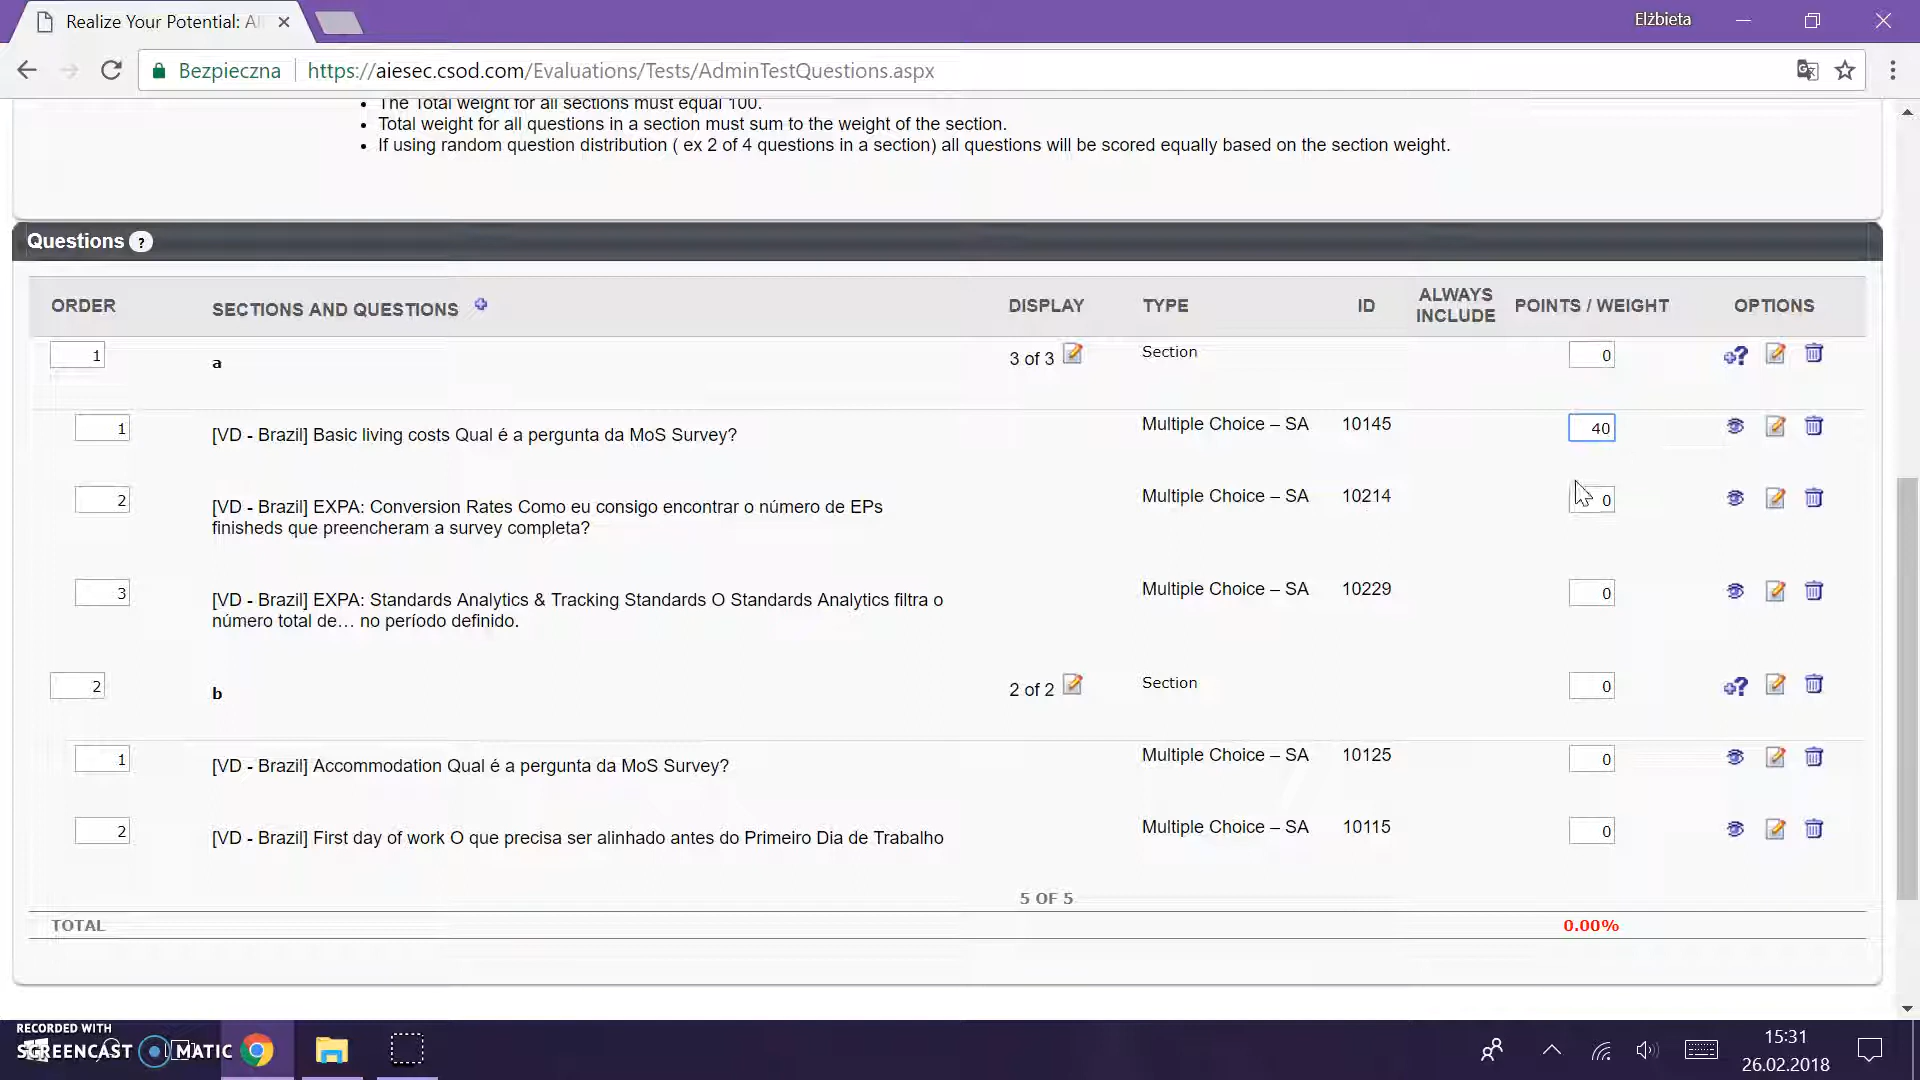 Realize Your Potential: A
Elżbieta
Bezpieczna
https://aiesec.csod.com/Evaluations/Tests/AdminTestQuestions.aspx
The Total weight for all sections must equal 100.
Total weight for all questions in a section must sum to the weight of the section.
If using random question distribution ( ex 2 of 4 questions in a section) all questions will be scored equally based on the section weight.
Questions ?
ORDER SECTIONS AND QUESTIONS DISPLAY TYPE ID ALWAYS INCLUDE POINTS / WEIGHT OPTIONS
1 a 3 of 3 Section 0
1 [VD - Brazil] Basic living costs Qual é a pergunta da MoS Survey? Multiple Choice – SA 10145 40
2 [VD - Brazil] EXPA: Conversion Rates Como eu consigo encontrar o número de EPs Multiple Choice – SA 10214 0
finisheds que preencheram a survey completa?
3 [VD - Brazil] EXPA: Standards Analytics & Tracking Standards O Standards Analytics filtra o Multiple Choice – SA 10229 0
número total de… no período definido.
2 b 2 of 2 Section 0
1 [VD - Brazil] Accommodation Qual é a pergunta da MoS Survey? Multiple Choice – SA 10125 0
2 [VD - Brazil] First day of work O que precisa ser alinhado antes do Primeiro Dia de Trabalho Multiple Choice – SA 10115 0
5 OF 5
TOTAL 0.00%
RECORDED WITH
SCREENCAST MATIC
15:31
26.02.2018